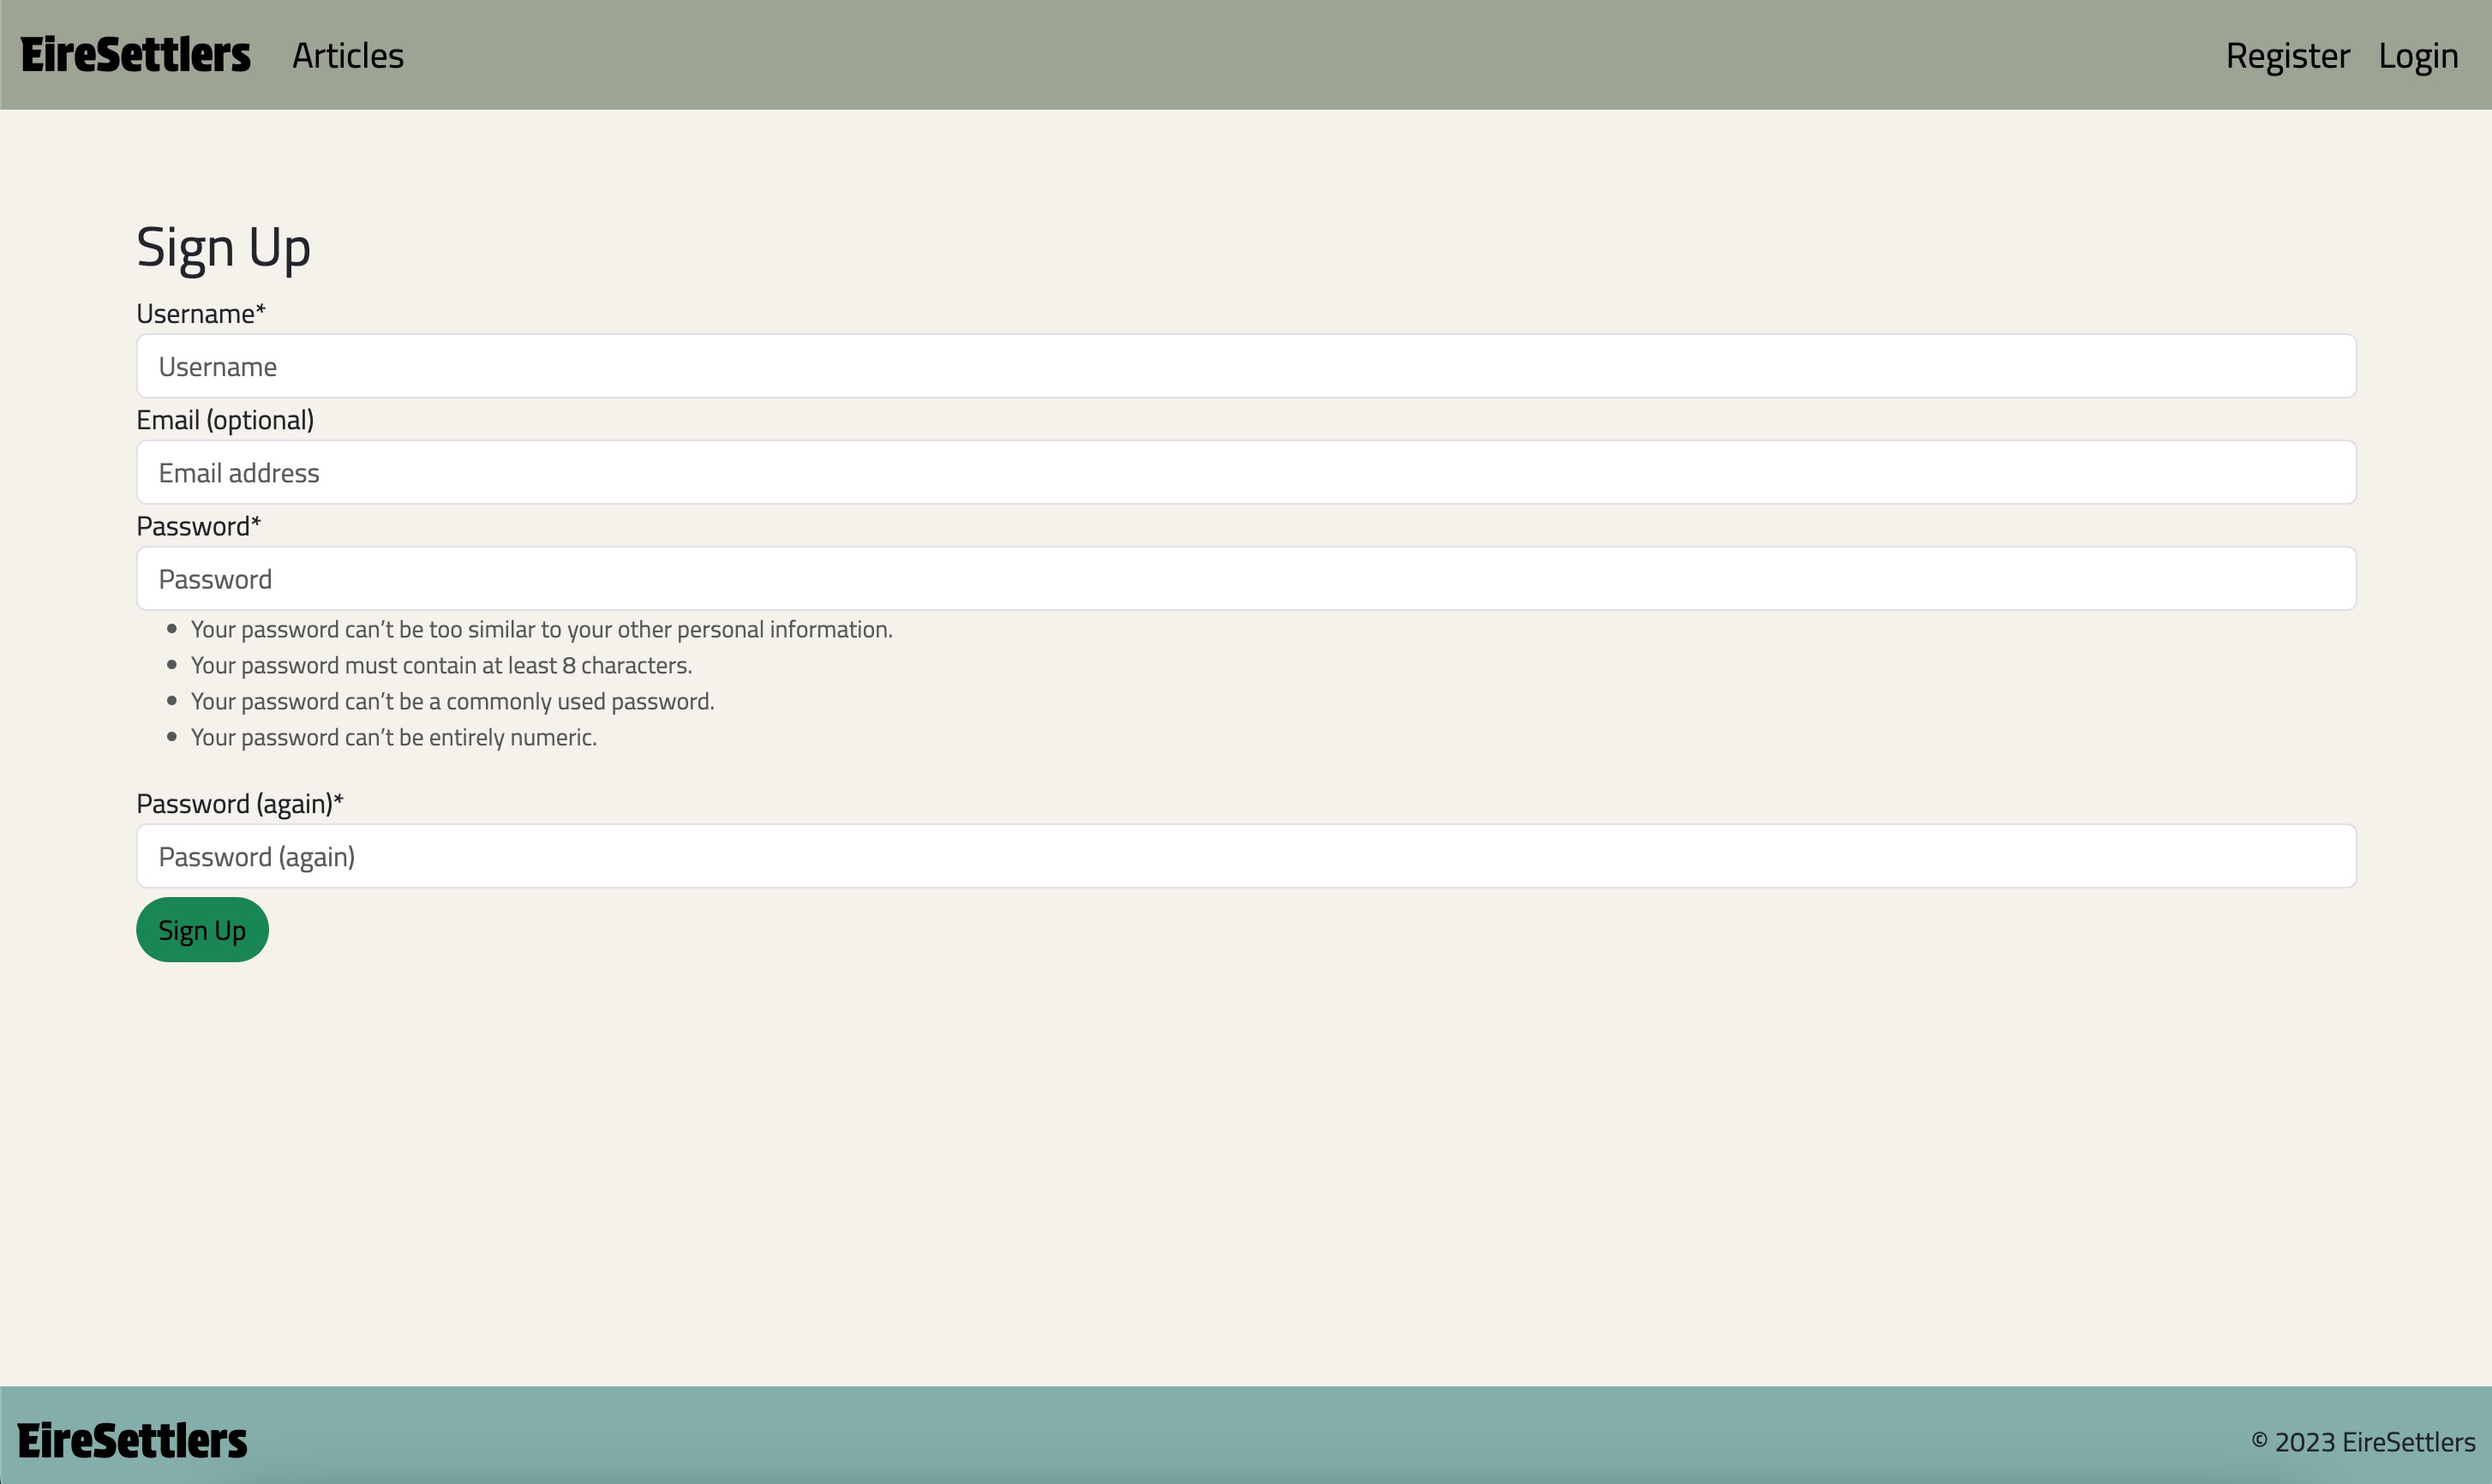 EireSettlers Articles Register Login
Sign Up
Username*
Username
Email (optional)
Email address
Password*
Password
• Your password can’t be too similar to your other personal information.
• Your password must contain at least 8 characters.
• Your password can’t be a commonly used password.
• Your password can’t be entirely numeric.
Password (again)*
Password (again)
Sign Up
EireSettlers © 2023 EireSettlers